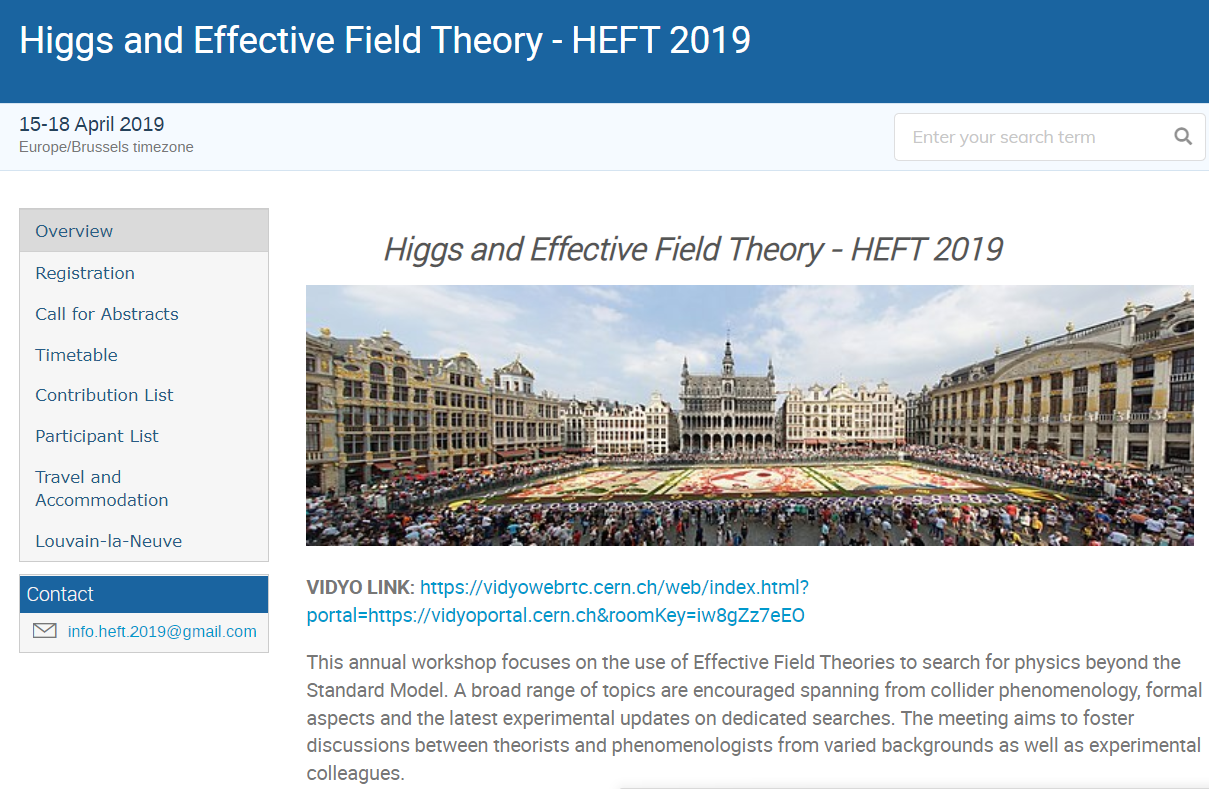 Higgs and Effective Field Theory - HEFT 2019
15-18 April 2019
Europe/Brussels timezone
Enter your search term
Overview
Registration
Call for Abstracts
Timetable
Contribution List
Participant List
Travel and
Accommodation
Louvain-la-Neuve
Contact
info.heft.2019@gmail.com
Higgs and Effective Field Theory - HEFT 2019
VIDYO LINK: https://vidyowebrtc.cern.ch/web/index.html?
portal=https://vidyoportal.cern.ch&roomKey=iw8gZz7eEO
This annual workshop focuses on the use of Effective Field Theories to search for physics beyond the
Standard Model. A broad range of topics are encouraged spanning from collider phenomenology, formal
aspects and the latest experimental updates on dedicated searches. The meeting aims to foster
discussions between theorists and phenomenologists from varied backgrounds as well as experimental
colleagues.